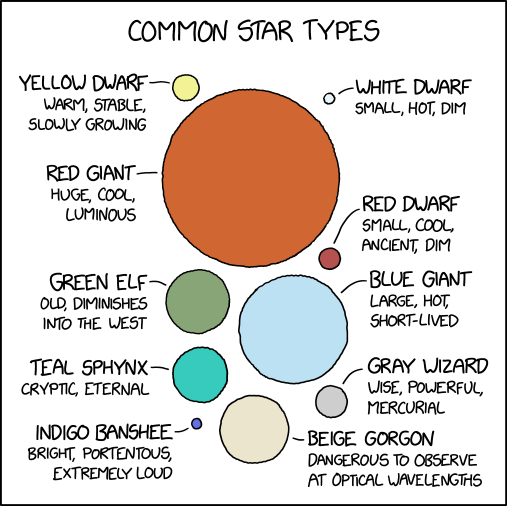 COMMON STAR TYPES
YELLOW DWARF
WARM, STABLE,
SLOWLY GROWING
WHITE DWARF
SMALL, HOT, DIM
RED GIANT
HUGE, COOL,
LUMINOUS
RED DWARF
SMALL, COOL,
ANCIENT, DIM
GREEN ELF
OLD, DIMINISHES
INTO THE WEST
BLUE GIANT
LARGE, HOT,
SHORT-LIVED
TEAL SPHYNX
CRYPTIC, ETERNAL
GRAY WIZARD
WISE, POWERFUL,
MERCURIAL
INDIGO BANSHEE
BRIGHT, PORTENTOUS,
EXTREMELY LOUD
BEIGE GORGON
DANGEROUS TO OBSERVE
AT OPTICAL WAVELENGTHS